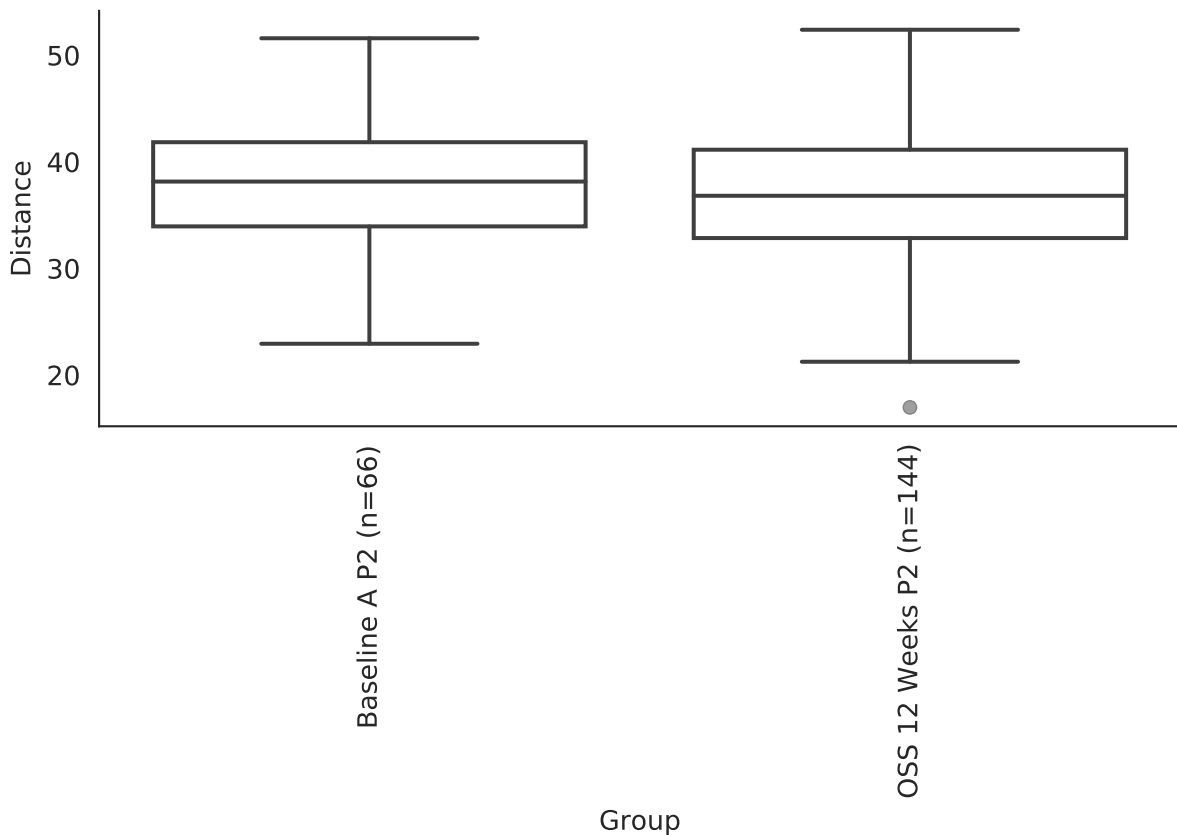 50
40
30
20
Distance
Baseline A P2 (n=66)
OSS 12 Weeks P2 (n=144)
Group